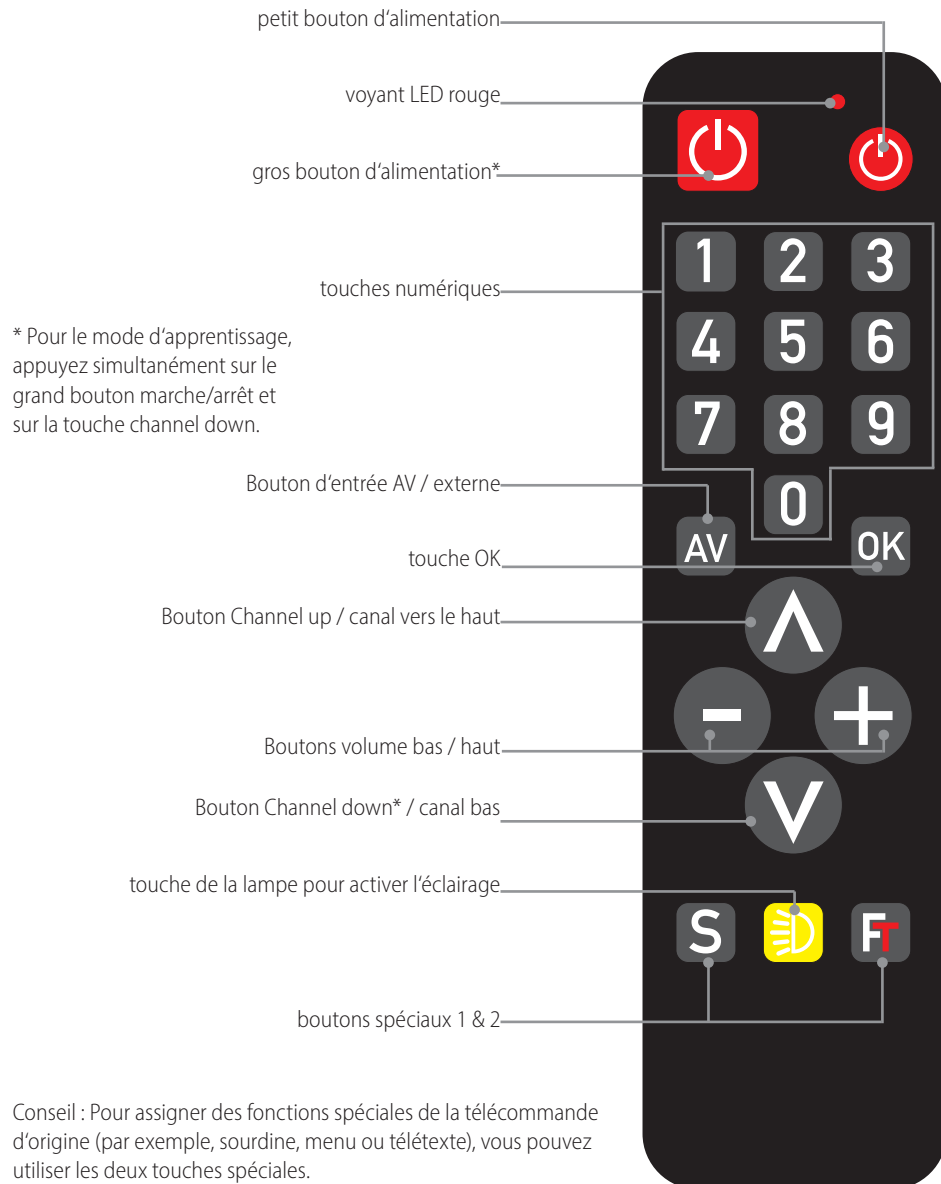 petit bouton d‘alimentation
voyant LED rouge
gros bouton d‘alimentation*
1 2 3
touches numériques
4 5 6
* Pour le mode d‘apprentissage,
appuyez simultanément sur le
grand bouton marche/arrêt et
sur la touche channel down.
7 8 9
Bouton d‘entrée AV / externe
0
AV OK
touche OK
Bouton Channel up / canal vers le haut
- +
Boutons volume bas / haut
Bouton Channel down* / canal bas
touche de la lampe pour activer l‘éclairage
S FT
boutons spéciaux 1 & 2
Conseil : Pour assigner des fonctions spéciales de la télécommande
d‘origine (par exemple, sourdine, menu ou télétexte), vous pouvez
utiliser les deux touches spéciales.